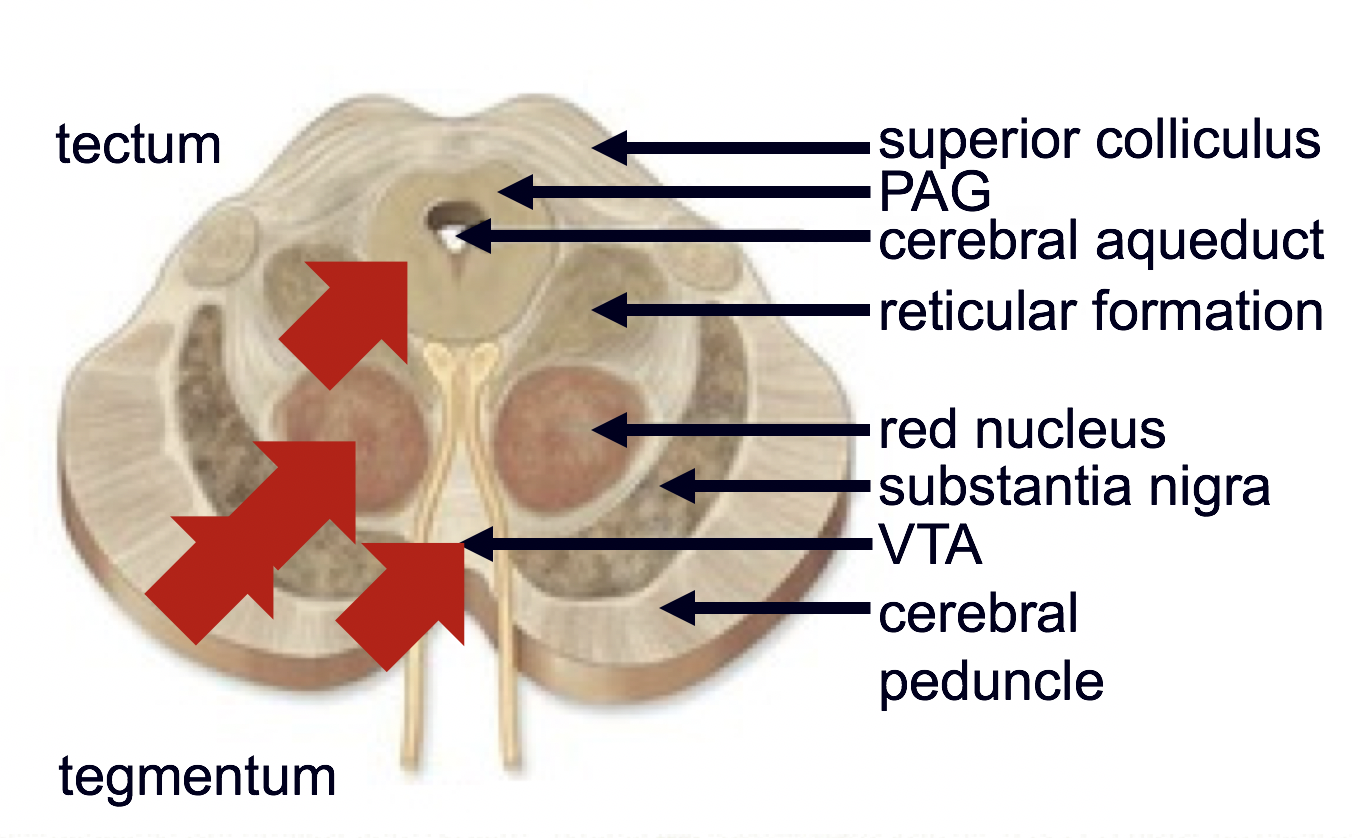 tectum
superior colliculus
PAG
cerebral aqueduct
reticular formation
red nucleus
substantia nigra
VTA
cerebral
peduncle
tegmentum